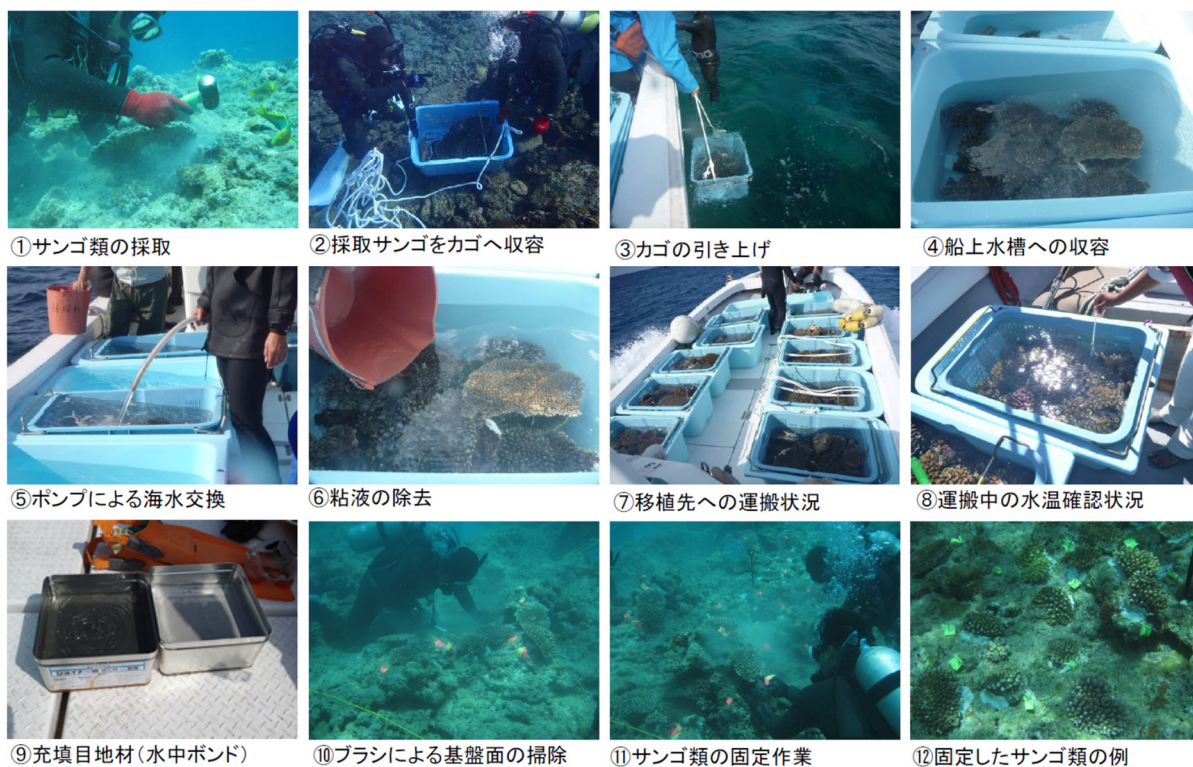 ①サンゴ類の採取
②採取サンゴをカゴへ収容
③カゴの引き上げ
④船上水槽への収容
⑤ポンプによる海水交換
⑥粘液の除去
⑦移植先への運搬状況
⑧運搬中の水温確認状況
⑨充填目地材(水中ボンド)
⑩ブラシによる基盤面の掃除
⑪サンゴ類の固定作業
⑫固定したサンゴ類の例